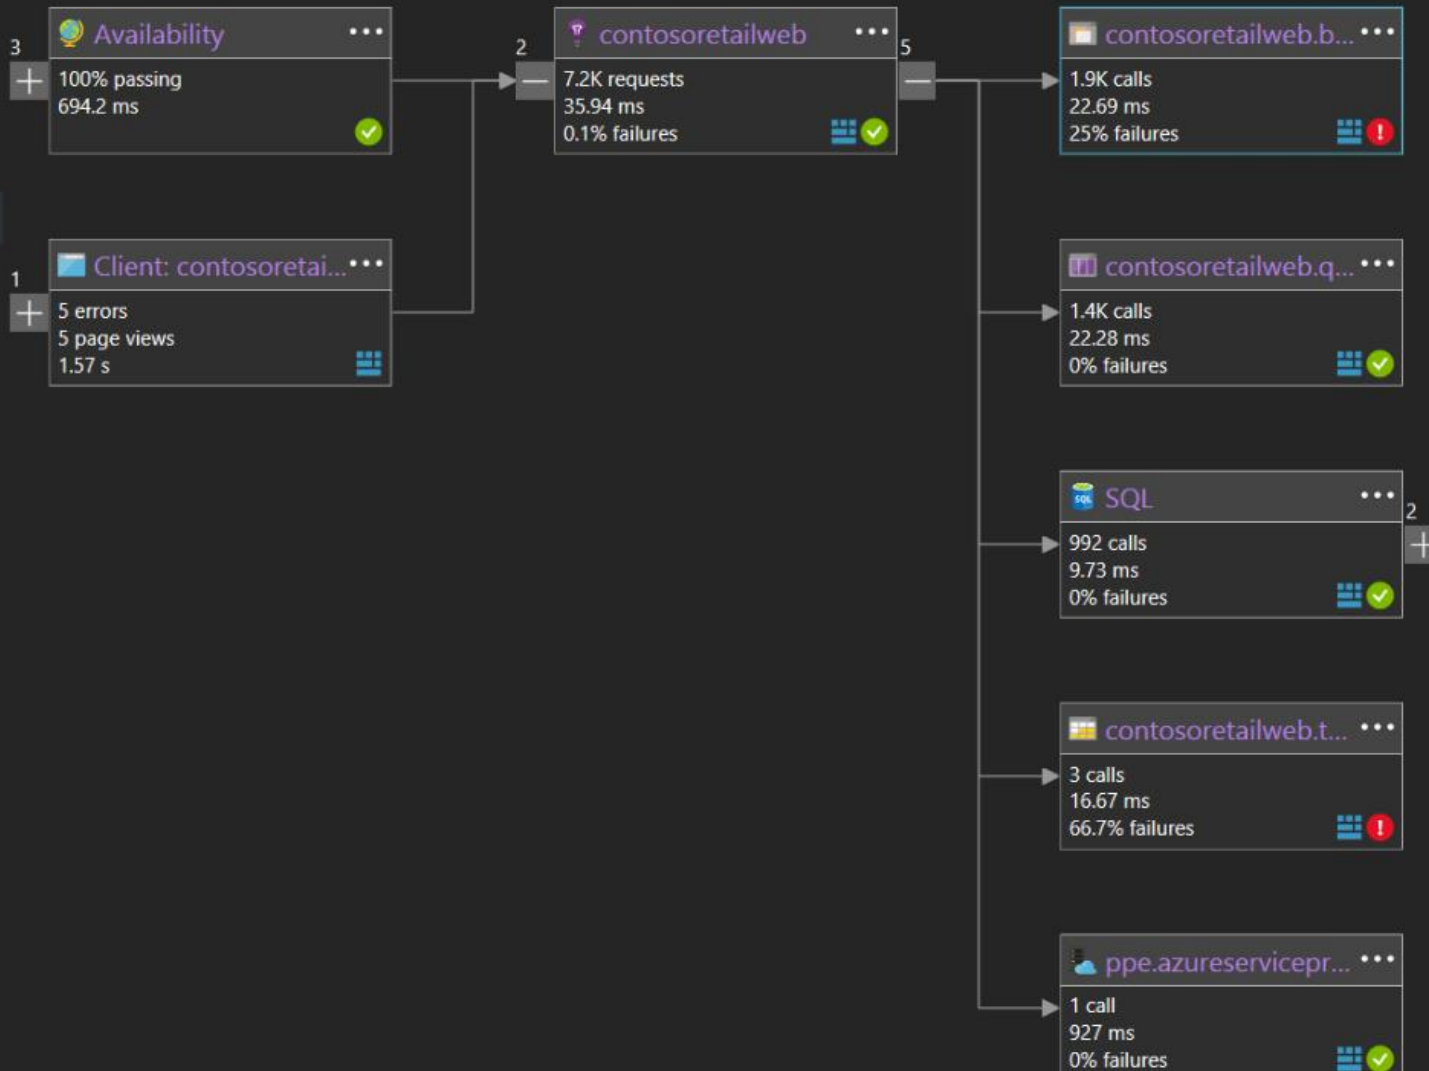 3
Availability
100% passing
694.2 ms
1
Client: contosoretai...
5 errors
5 page views
1.57 s
2
contosoretailweb
7.2K requests
35.94 ms
0.1% failures
5
contosoretailweb.b...
1.9K calls
22.69 ms
25% failures
contosoretailweb.q...
1.4K calls
22.28 ms
0% failures
SQL
SQL
992 calls
9.73 ms
0% failures
2
contosoretailweb.t...
3 calls
16.67 ms
66.7% failures
ppe.azureservicepr...
1 call
927 ms
0% failures